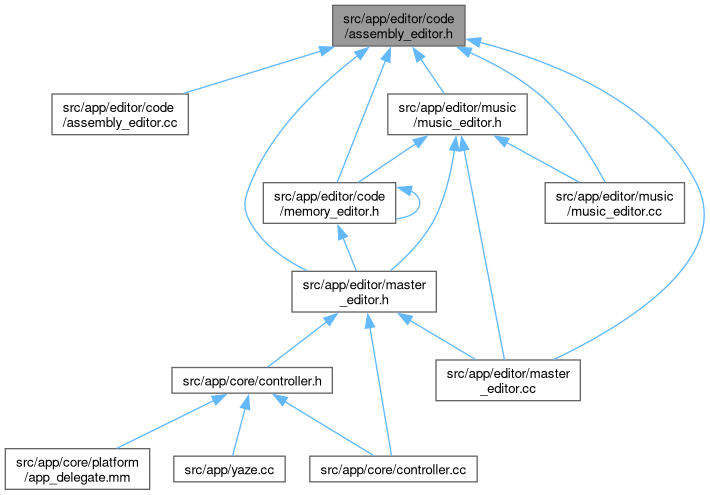 src/app/editor/code
/assembly_editor.h
src/app/editor/code
/assembly_editor.cc
src/app/editor/music
/music_editor.h
src/app/editor/code
/memory_editor.h
src/app/editor/music
/music_editor.cc
src/app/editor/master
_editor.h
src/app/core/controller.h
src/app/editor/master
_editor.cc
src/app/core/platform
/app_delegate.mm
src/app/yaze.cc
src/app/core/controller.cc